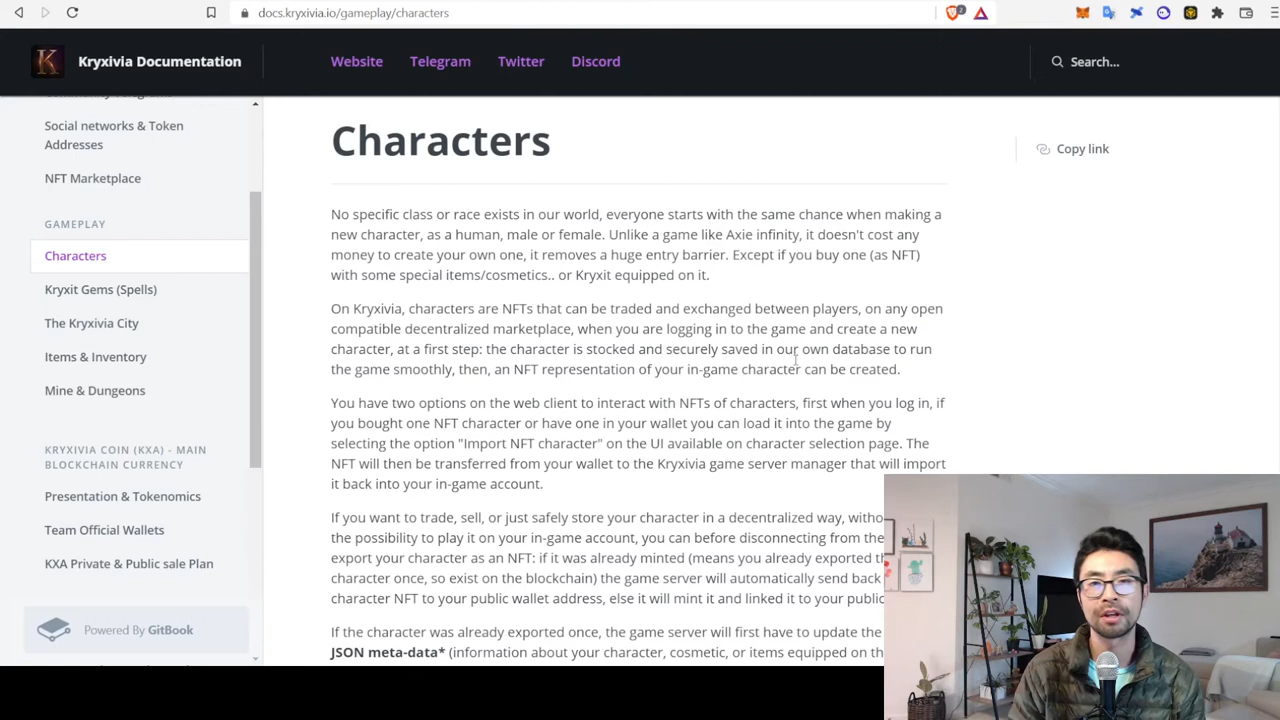 docs.kryxivia.io/gameplay/characters
2
K
Kryxivia Documentation
Website
Telegram
Twitter
Discord
Search...
Social networks & Token
Addresses
NFT Marketplace
GAMEPLAY
Characters
Kryxit Gems (Spells)
The Kryxivia City
Items & Inventory
Mine & Dungeons
KRYXIVIA COIN (KXA) - MAIN
BLOCKCHAIN CURRENCY
Presentation & Tokenomics
Team Official Wallets
KXA Private & Public sale Plan
Powered By GitBook
Characters
Copy link
No specific class or race exists in our world, everyone starts with the same chance when making a
new character, as a human, male or female. Unlike a game like Axie infinity, it doesn't cost any
money to create your own one, it removes a huge entry barrier. Except if you buy one (as NFT)
with some special items/cosmetics.. or Kryxit equipped on it.
On Kryxivia, characters are NFTs that can be traded and exchanged between players, on any open
compatible decentralized marketplace, when you are logging in to the game and create a new
character, at a first step: the character is stocked and securely saved in our own database to run
the game smoothly, then, an NFT representation of your in-game character can be created.
You have two options on the web client to interact with NFTs of characters, first when you log in, if
you bought one NFT character or have one in your wallet you can load it into the game by
selecting the option "Import NFT character" on the UI available on character selection page. The
NFT will then be transferred from your wallet to the Kryxivia game server manager that will import
it back into your in-game account.
If you want to trade, sell, or just safely store your character in a decentralized way, witho
the possibility to play it on your in-game account, you can before disconnecting from the
export your character as an NFT: if it was already minted (means you already exported th
character once, so exist on the blockchain) the game server will automatically send back
character NFT to your public wallet address, else it will mint it and linked it to your public
If the character was already exported once, the game server will first have to update the
JSON meta-data* (information about your character, cosmetic, or items equipped on the